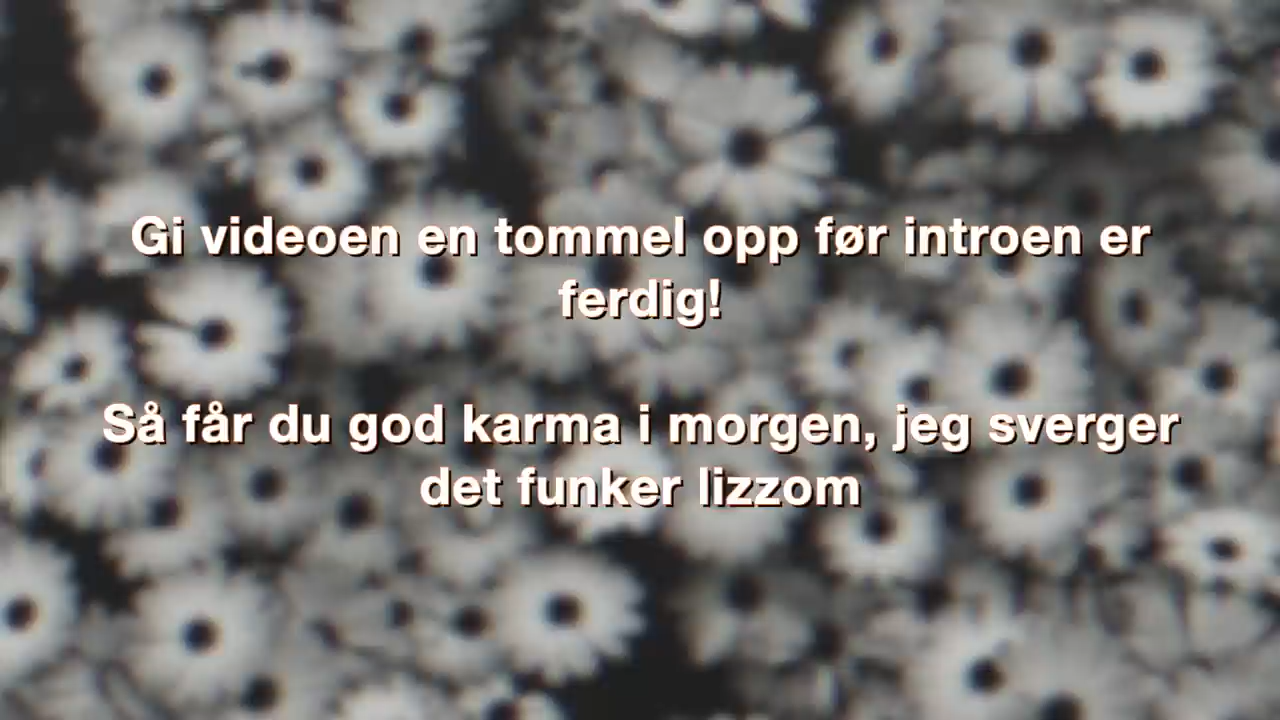 Gi videoen en tommel opp før introen er
ferdig!
Så får du god karma i morgen, jeg sverger
det funker lizzom